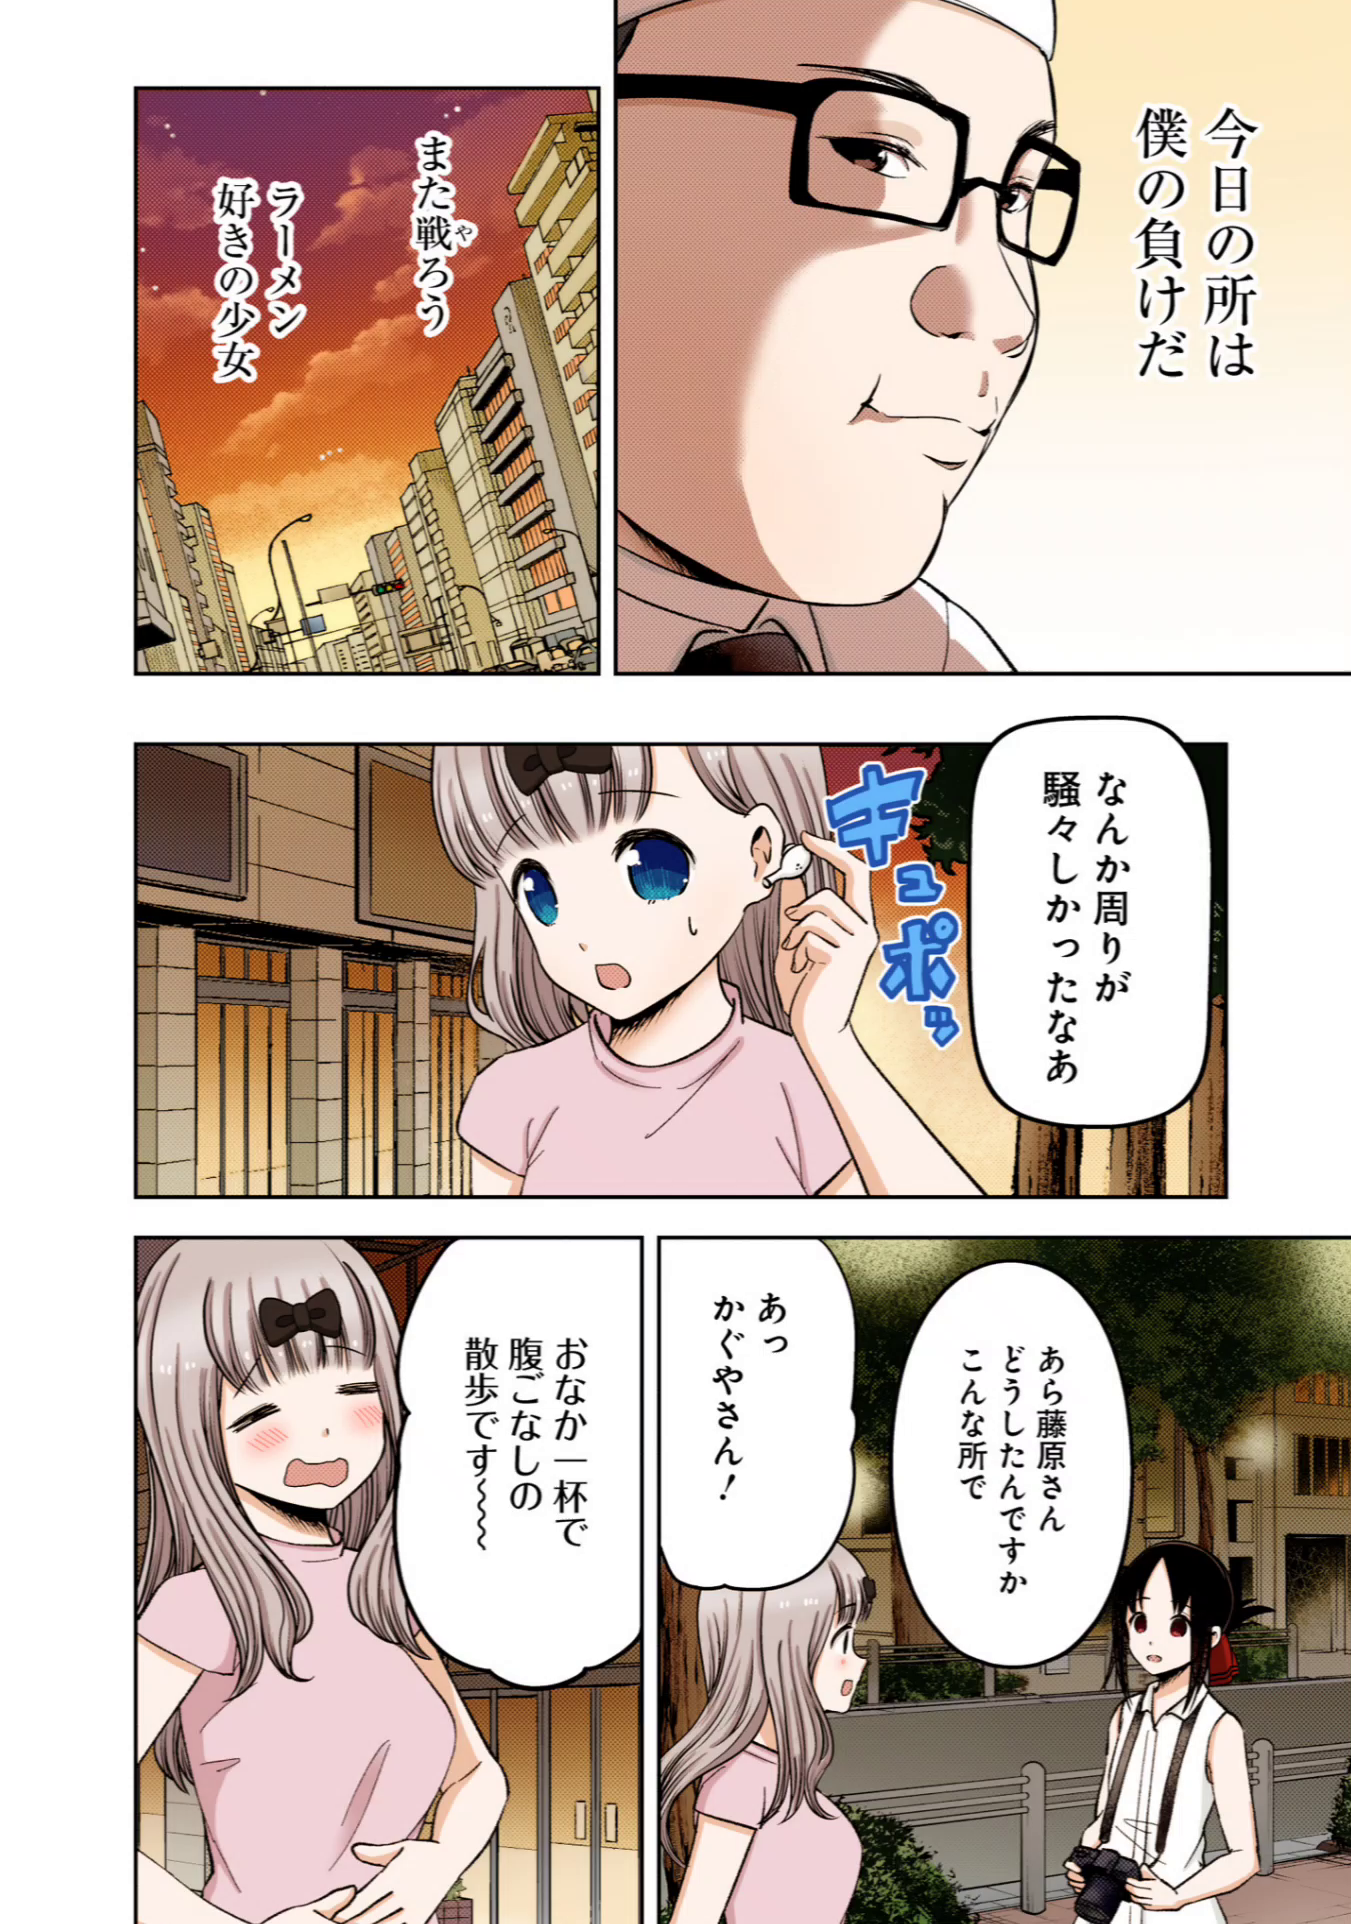 今日の所は
僕の負けだ
また戦ろう
や
ラーメン
好きの少女
なんか周りが
騒々しかったなあ
キュポッ
あら藤原さん
どうしたんですか
こんな所で
あっ
かぐやさん!
おなか一杯で
腹ごなしの
散歩です〜〜〜